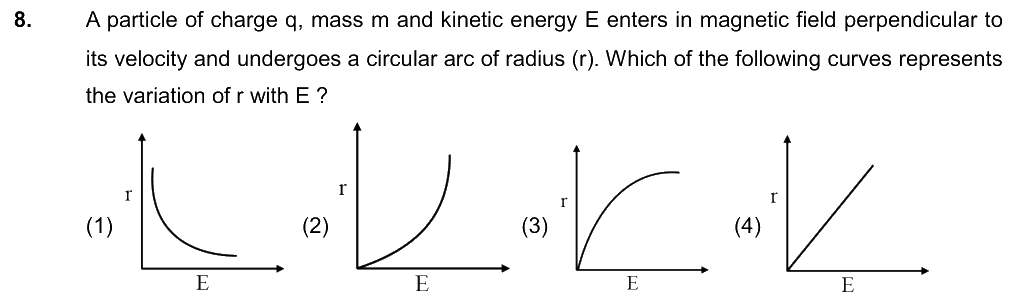 8. A particle of charge q, mass m and kinetic energy E enters in magnetic field perpendicular to
its velocity and undergoes a circular arc of radius (r). Which of the following curves represents
the variation of r with E ?
(1) r E (2) r E (3) r E (4) r E